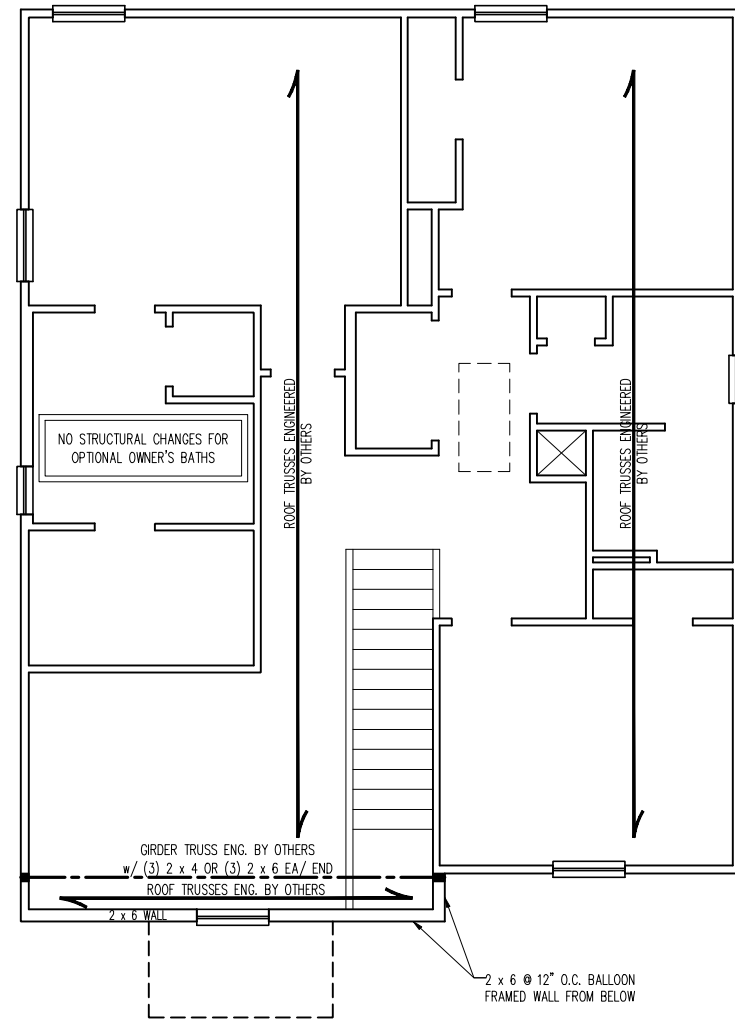 NO STRUCTURAL CHANGES FOR
OPTIONAL OWNER'S BATHS
ROOF TRUSSES ENGINEERED
BY OTHERS
ROOF TRUSSES ENGINEERED
BY OTHERS
GIRDER TRUSS ENG. BY OTHERS
w/ (3) 2 x 4 OR (3) 2 x 6 EA/ END
ROOF TRUSSES ENG. BY OTHERS
2 x 6 WALL
2 x 6 @ 12" O.C. BALLOON
FRAMED WALL FROM BELOW